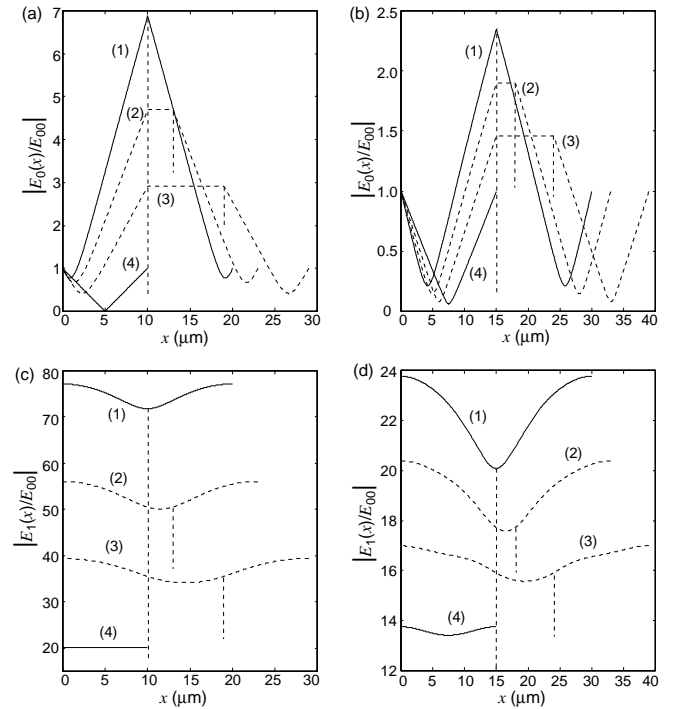 (a)
7
6
5
4
3
2
1
0
|E₀(x)/E₀₀|
(1)
(2)
(3)
(4)
0 5 10 15 20 25 30
x (μm)
(b)
2.5
2.0
1.5
1.0
0.5
0
|E₀(x)/E₀₀|
(1)
(2)
(3)
(4)
0 5 10 15 20 25 30 35 40
x (μm)
(c)
80
70
60
50
40
30
20
|E₁(x)/E₀₀|
(1)
(2)
(3)
(4)
0 10 20 30
x (μm)
(d)
24
22
20
18
16
14
12
|E₁(x)/E₀₀|
(1)
(2)
(3)
(4)
0 5 10 15 20 25 30 35 40
x (μm)